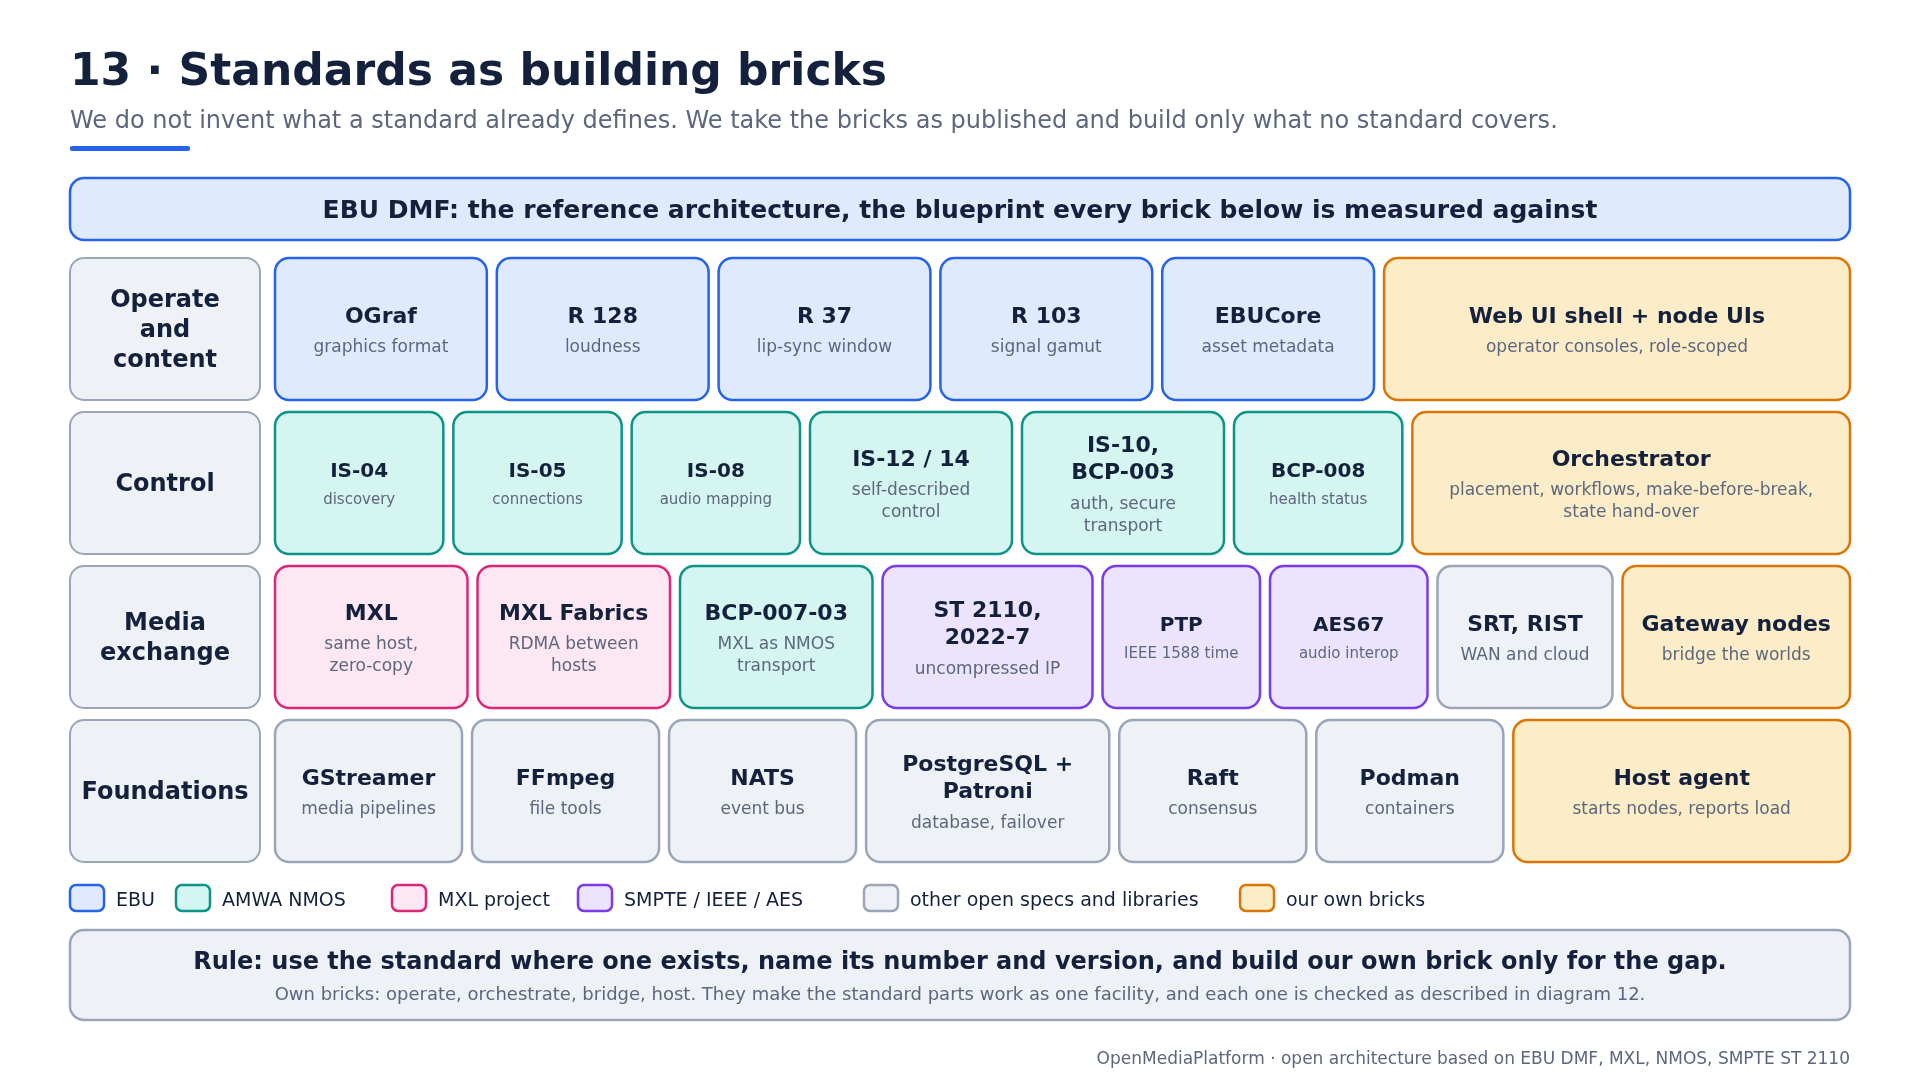 13 · Standards as building bricks
We do not invent what a standard already defines. We take the bricks as published and build only what no standard covers.
EBU DMF: the reference architecture, the blueprint every brick below is measured against
Operate
and
content
OGraf
graphics format
R 128
loudness
R 37
lip-sync window
R 103
signal gamut
EBUCore
asset metadata
Web UI shell + node UIs
operator consoles, role-scoped
Control
IS-04
discovery
IS-05
connections
IS-08
audio mapping
IS-12 / 14
self-described
control
IS-10,
BCP-003
auth, secure
transport
BCP-008
health status
Orchestrator
placement, workflows, make-before-break,
state hand-over
Media
exchange
MXL
same host,
zero-copy
MXL Fabrics
RDMA between
hosts
BCP-007-03
MXL as NMOS
transport
ST 2110,
2022-7
uncompressed IP
PTP
IEEE 1588 time
AES67
audio interop
SRT, RIST
WAN and cloud
Gateway nodes
bridge the worlds
Foundations
GStreamer
media pipelines
FFmpeg
file tools
NATS
event bus
PostgreSQL +
Patroni
database, failover
Raft
consensus
Podman
containers
Host agent
starts nodes, reports load
EBU
AMWA NMOS
MXL project
SMPTE / IEEE / AES
other open specs and libraries
our own bricks
Rule: use the standard where one exists, name its number and version, and build our own brick only for the gap.
Own bricks: operate, orchestrate, bridge, host. They make the standard parts work as one facility, and each one is checked as described in diagram 12.
OpenMediaPlatform · open architecture based on EBU DMF, MXL, NMOS, SMPTE ST 2110